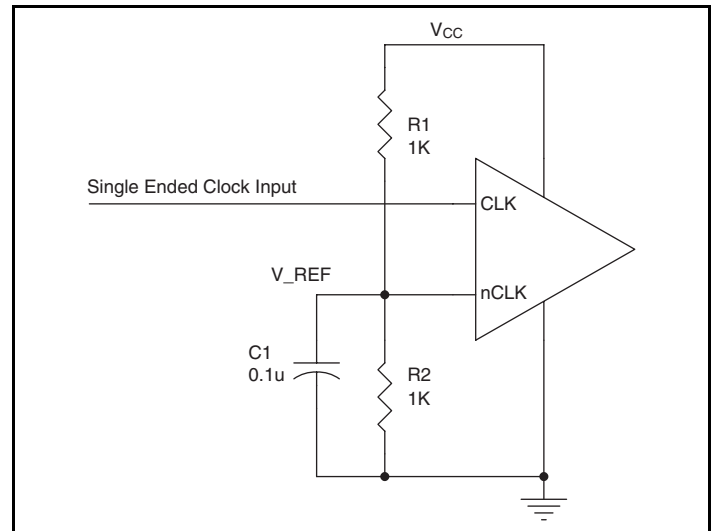 VCC
R1
1K
Single Ended Clock Input
CLK
V_REF
nCLK
C1
0.1u
R2
1K